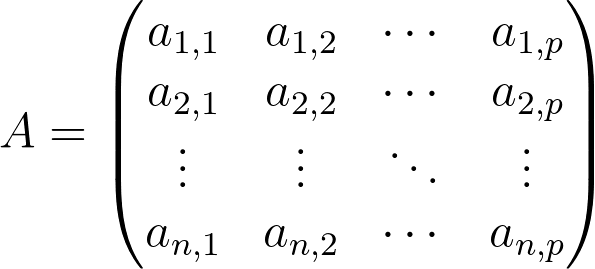 A = ( a_{1,1} a_{1,2} ⋯ a_{1,p}
a_{2,1} a_{2,2} ⋯ a_{2,p}
⋮ ⋮ ⋱ ⋮
a_{n,1} a_{n,2} ⋯ a_{n,p} )